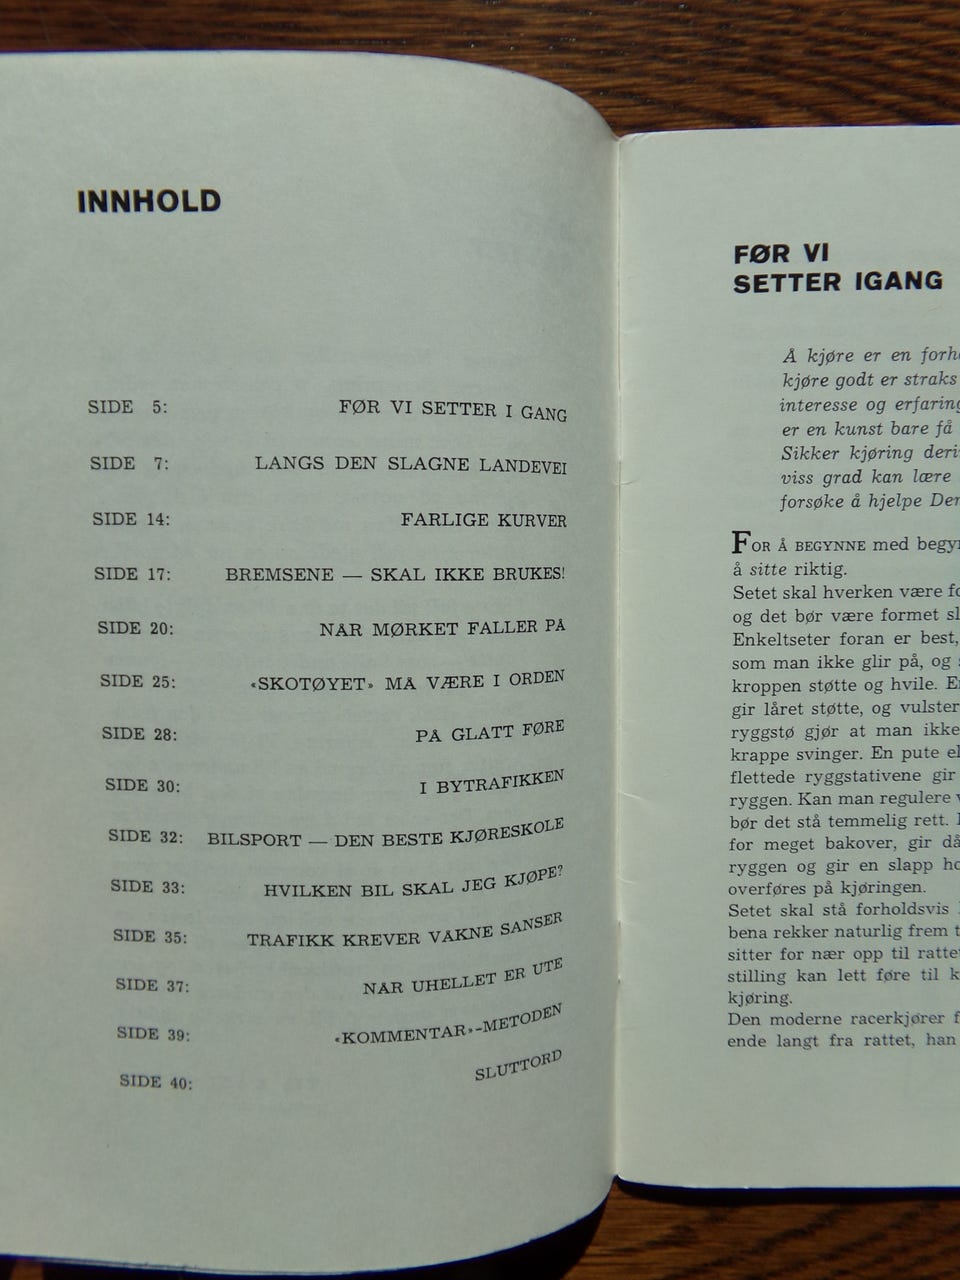 INNHOLD
SIDE 5: FØR VI SETTER I GANG
SIDE 7: LANGS DEN SLAGNE LANDEVEI
SIDE 14: FARLIGE KURVER
SIDE 17: BREMSENE — SKAL IKKE BRUKES!
SIDE 20: NAR MØRKET FALLER PA
SIDE 25: «SKOTØYET» MA VÆRE I ORDEN
SIDE 28: PA GLATT FØRE
SIDE 30: I BYTRAFIKKEN
SIDE 32: BILSPORT — DEN BESTE KJØRESKOLE
SIDE 33: HVILKEN BIL SKAL JEG KJØPE?
SIDE 35: TRAFIKK KREVER VAKNE SANSER
SIDE 37: NAR UHELLET ER UTE
SIDE 39: «KOMMENTAR»-METODEN
SIDE 40: SLUTTORD
FØR VI
SETTER IGANG
Å kjøre er en
kjøre godt er straks
interesse og
er en kunst bare få
Sikker kjøring
viss grad kan lære
forsøke å hjelpe
FOR Å BEGYNNE med
å sitte riktig.
Setet skal hverken være
og det bør være formet
Enkeltseter foran er best,
som man ikke glir på, og
kroppen støtte og hvile.
gir låret støtte, og
ryggstø gjør at man ikke
krappe svinger. En pute
flettede ryggstativene gir
ryggen. Kan man regulere
bør det stå temmelig rett.
for meget bakover, gir
ryggen og gir en slapp
overføres på kjøringen.
Setet skal stå forholdsvis
bena rekker naturlig frem
sitter for nær opp til
stilling kan lett føre til
kjøring.
Den moderne racerkjører
ende langt fra rattet, han